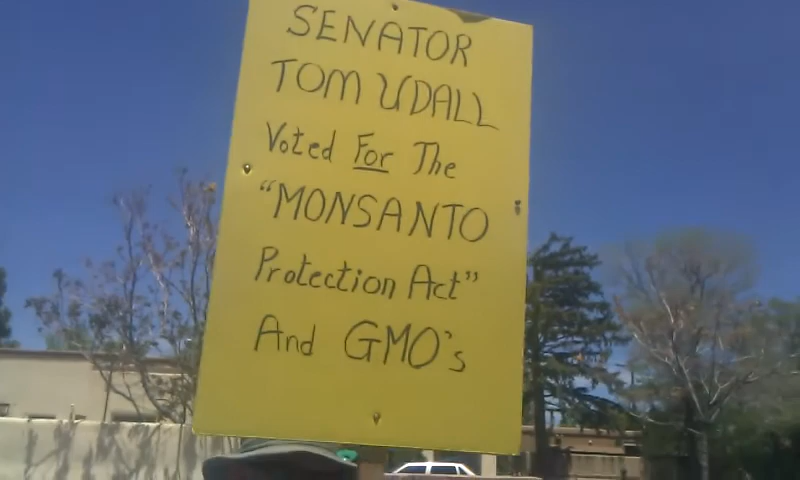 SENATOR
TOM UDALL
Voted For The
"MONSANTO
Protection Act"
And GMO's